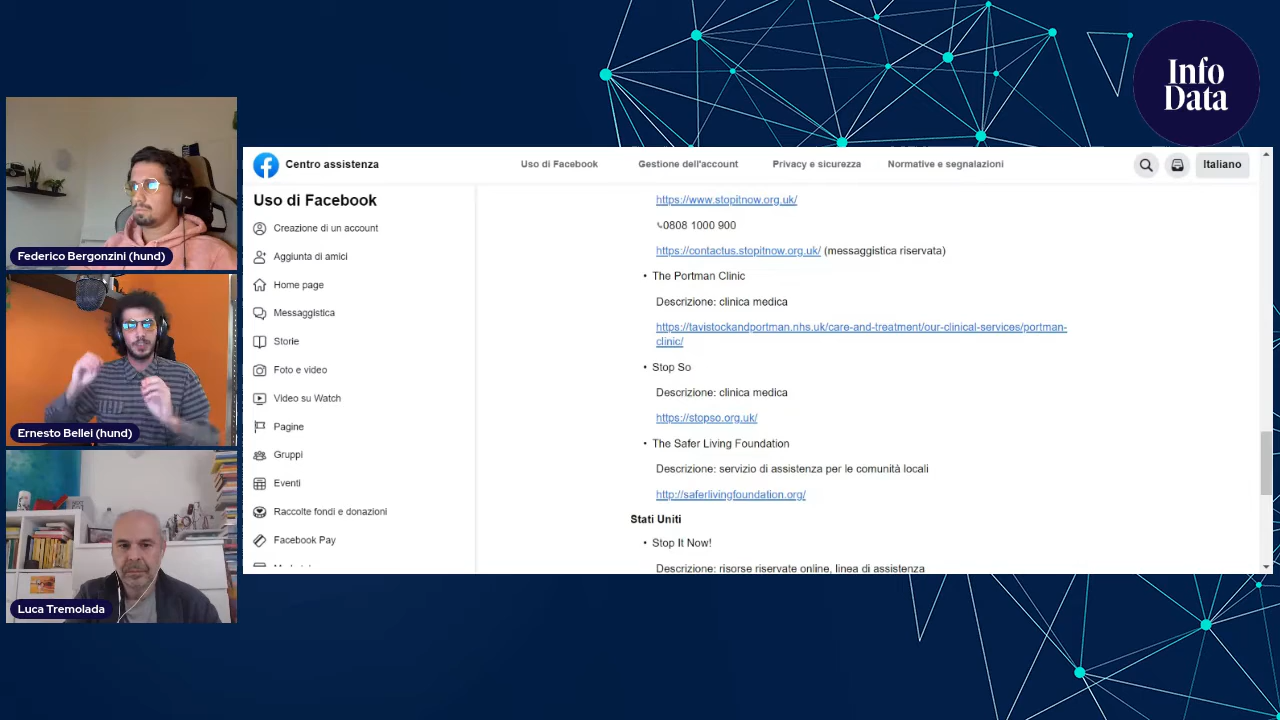 Info
Data
Federico Bergonzini (hund)
Ernesto Bellei (hund)
Luca Tremolada
Centro assistenza
Uso di Facebook
Gestione dell'account
Privacy e sicurezza
Normative e segnalazioni
Italiano
Uso di Facebook
Creazione di un account
Aggiunta di amici
Home page
Messaggistica
Storie
Foto e video
Video su Watch
Pagine
Gruppi
Eventi
Raccolte fondi e donazioni
Facebook Pay
https://www.stopitnow.org.uk/
0808 1000 900
https://contactus.stopitnow.org.uk/ (messaggistica riservata)
• The Portman Clinic
Descrizione: clinica medica
https://tavistockandportman.nhs.uk/care-and-treatment/our-clinical-services/portman-
clinic/
• Stop So
Descrizione: clinica medica
https://stopso.org.uk/
• The Safer Living Foundation
Descrizione: servizio di assistenza per le comunità locali
http://saferlivingfoundation.org/
Stati Uniti
• Stop It Now!
Descrizione: risorse riservate online, linea di assistenza